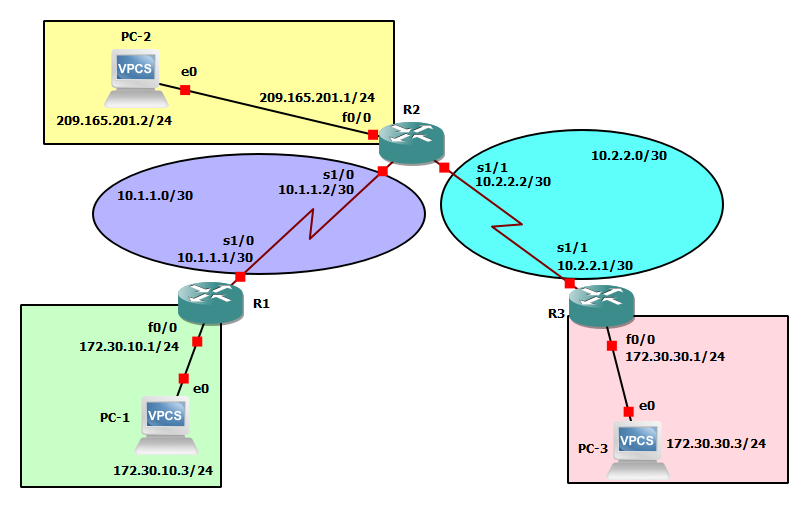 PC-2
VPCS
e0
209.165.201.2/24
209.165.201.1/24
f0/0
R2
s1/0
10.1.1.2/30
10.1.1.0/30
s1/0
10.1.1.1/30
s1/1
10.2.2.2/30
10.2.2.0/30
s1/1
10.2.2.1/30
R1
f0/0
172.30.10.1/24
e0
PC-1
VPCS
172.30.10.3/24
R3
f0/0
172.30.30.1/24
e0
PC-3
VPCS
172.30.30.3/24